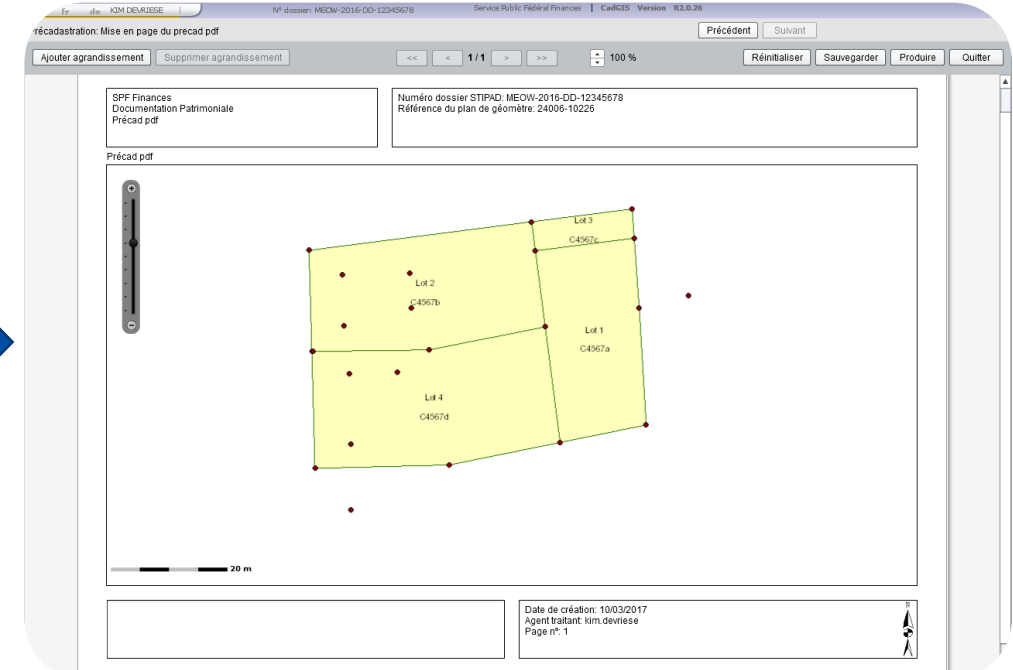 fr de KIM DEVRIESE | N° dossier: MEOW-2016-DD-12345678 Service Public Fédéral Finances | CadGIS Version R2.0.26
Précadastration: Mise en page du precad pdf Précédent Suivant
Ajouter agrandissement Supprimer agrandissement << < 1 / 1 > >> 100 % Réinitialiser Sauvegarder Produire Quitter
SPF Finances
Documentation Patrimoniale
Précad pdf
Numéro dossier STIPAD: MEOW-2016-DD-12345678
Référence du plan de géomètre: 24006-10226
Précad pdf
Lot 3
C4567c
Lot 2
C4567b
Lot 1
C4567a
Lot 4
C4567d
20 m
Date de création: 10/03/2017
Agent traitant: kim.devriese
Page n°: 1
N